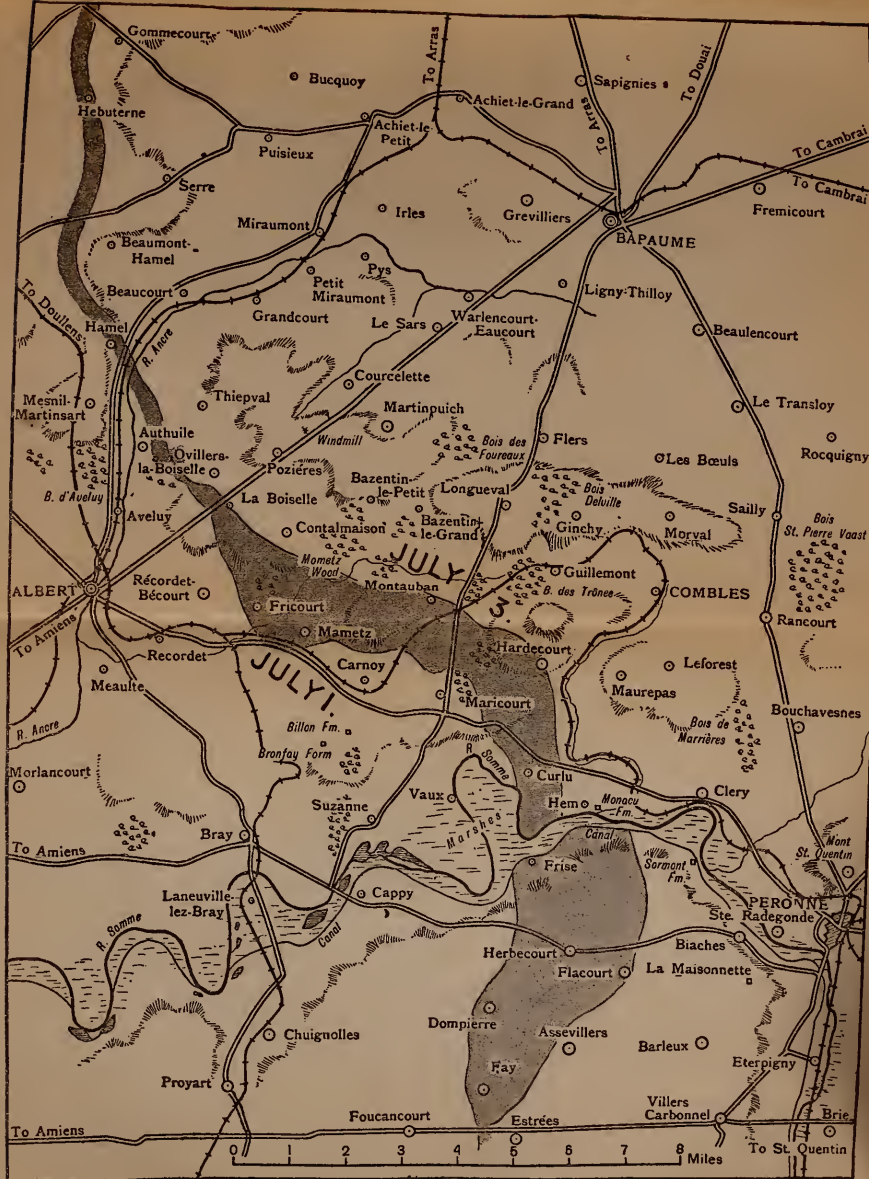 Gommecourt
Bucquoy
To Arras
Sapignies
To Douai
Hebuterne
Achiet-le-Grand
Achiet-le-
Petit
To Arras
Puisieux
To Cambrai
To Cambrai
Serre
Irles
Grevilliers
Fremicourt
Miraumont
BAPAUME
Beaumont-
Hamel
Pys
Beaucourt
Petit
Miraumont
Ligny-Thilloy
To Doullens
Grandcourt
Warlencourt-
Eaucourt
Hamel
R. Ancre
Le Sars
Beaulencourt
Courcelette
Mesnil-
Martinsart
Thiepval
Martinpuich
Le Transloy
Authuile
Windmill
Bois des
Foureaux
Flers
Rocquigny
Ovillers-
la-Boiselle
Poziéres
Les Bœuls
B. d'Aveluy
La Boiselle
Bazentin-
le-Petit
Longueval
Bois
Delville
Sailly
Bois
St. Pierre Vaast
Aveluy
Contalmaison
Bazentin-
le-Grand
Ginchy
Morval
Mometz
Wood
JULY
3.
Guillemont
ALBERT
Récordet-
Bécourt
Montauban
B. des Trônes
COMBLES
Fricourt
Rancourt
To Amiens
Mametz
Recordet
Hardecourt
Leforest
JULY 1.
Carnoy
Meaulte
Maurepas
Maricourt
Bois de
Marrières
Bouchavesnes
R. Ancre
Billon Fm.
Bronfay Form
R. Somme
Morlancourt
Curlu
Vaux
Clery
Suzanne
Hem
Monacu
Fm.
Bray
Marshes
Canal
Mont
St. Quentin
To Amiens
Frise
Sormont
Fm.
Laneuville-
lez-Bray
Cappy
PERONNE
Ste. Radegonde
Canal
R. Somme
Herbecourt
Biaches
Flacourt
La Maisonnette
Dompierre
Chuignolles
Assevillers
Barleux
Eterpigny
Fay
Proyart
Villers
Carbonnel
To Amiens
Foucancourt
Estrées
Brie
To St. Quentin
0 1 2 3 4 5 6 7 8 Miles